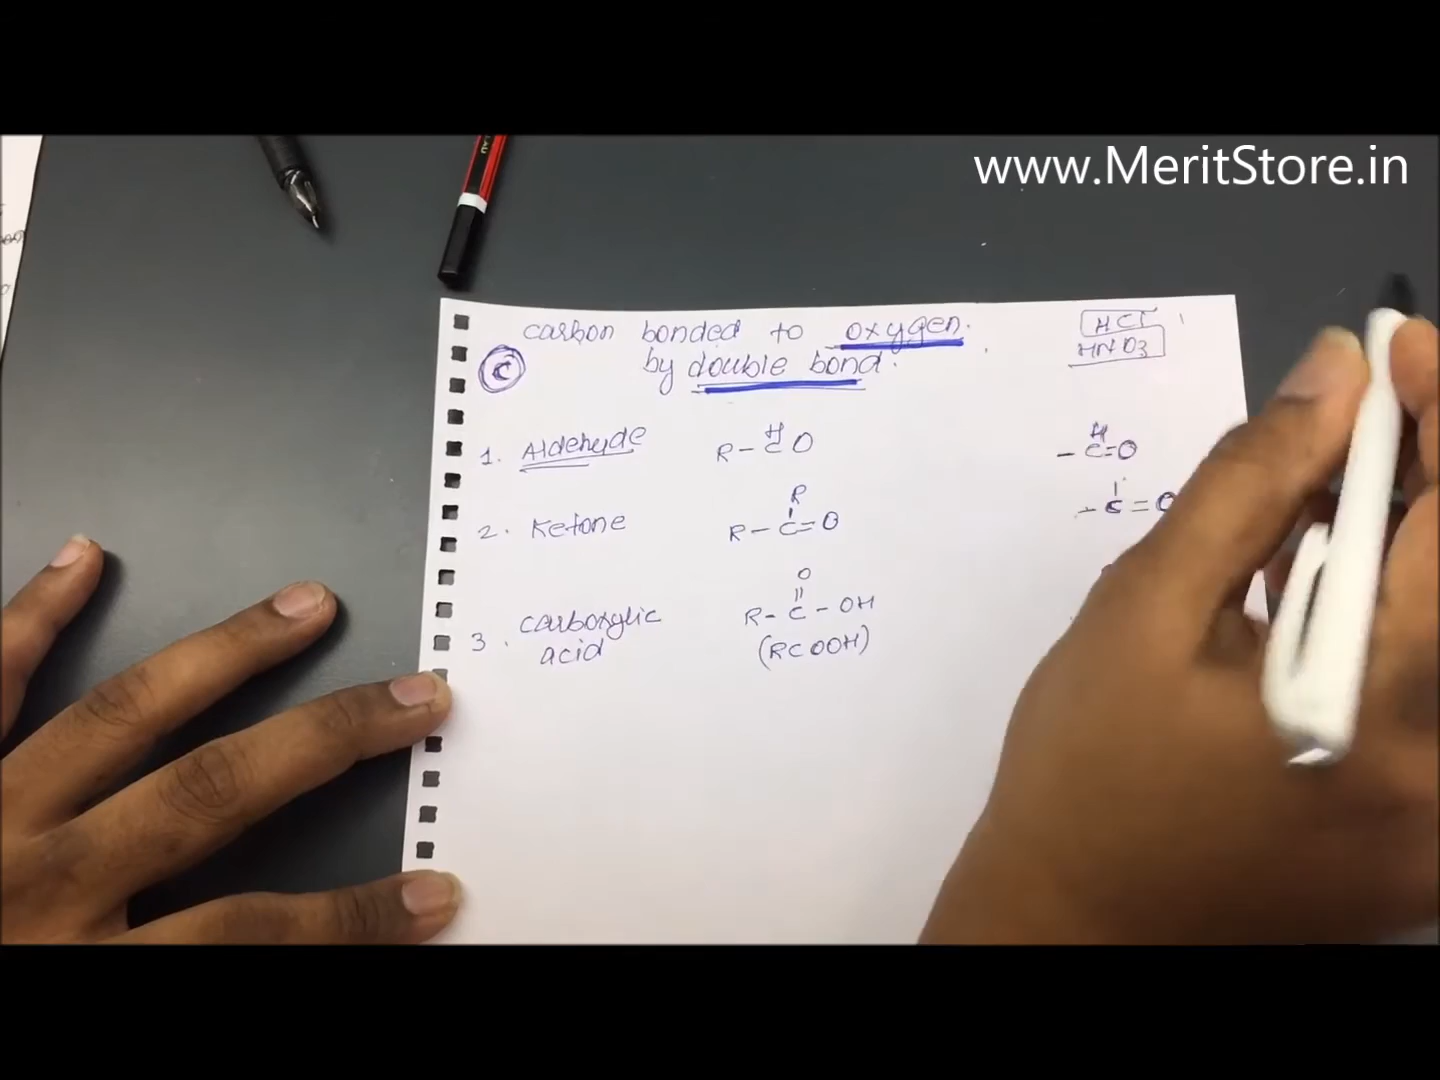 www.MeritStore.in
carbon bonded to oxygen.
C by double bond.
HCl
HNO3
1. Aldehyde R - C H O
H
- C = O
2. Ketone
R
R - C = O
- C = O
3. carboxylic acid
O
R - C - OH
(RCOOH)